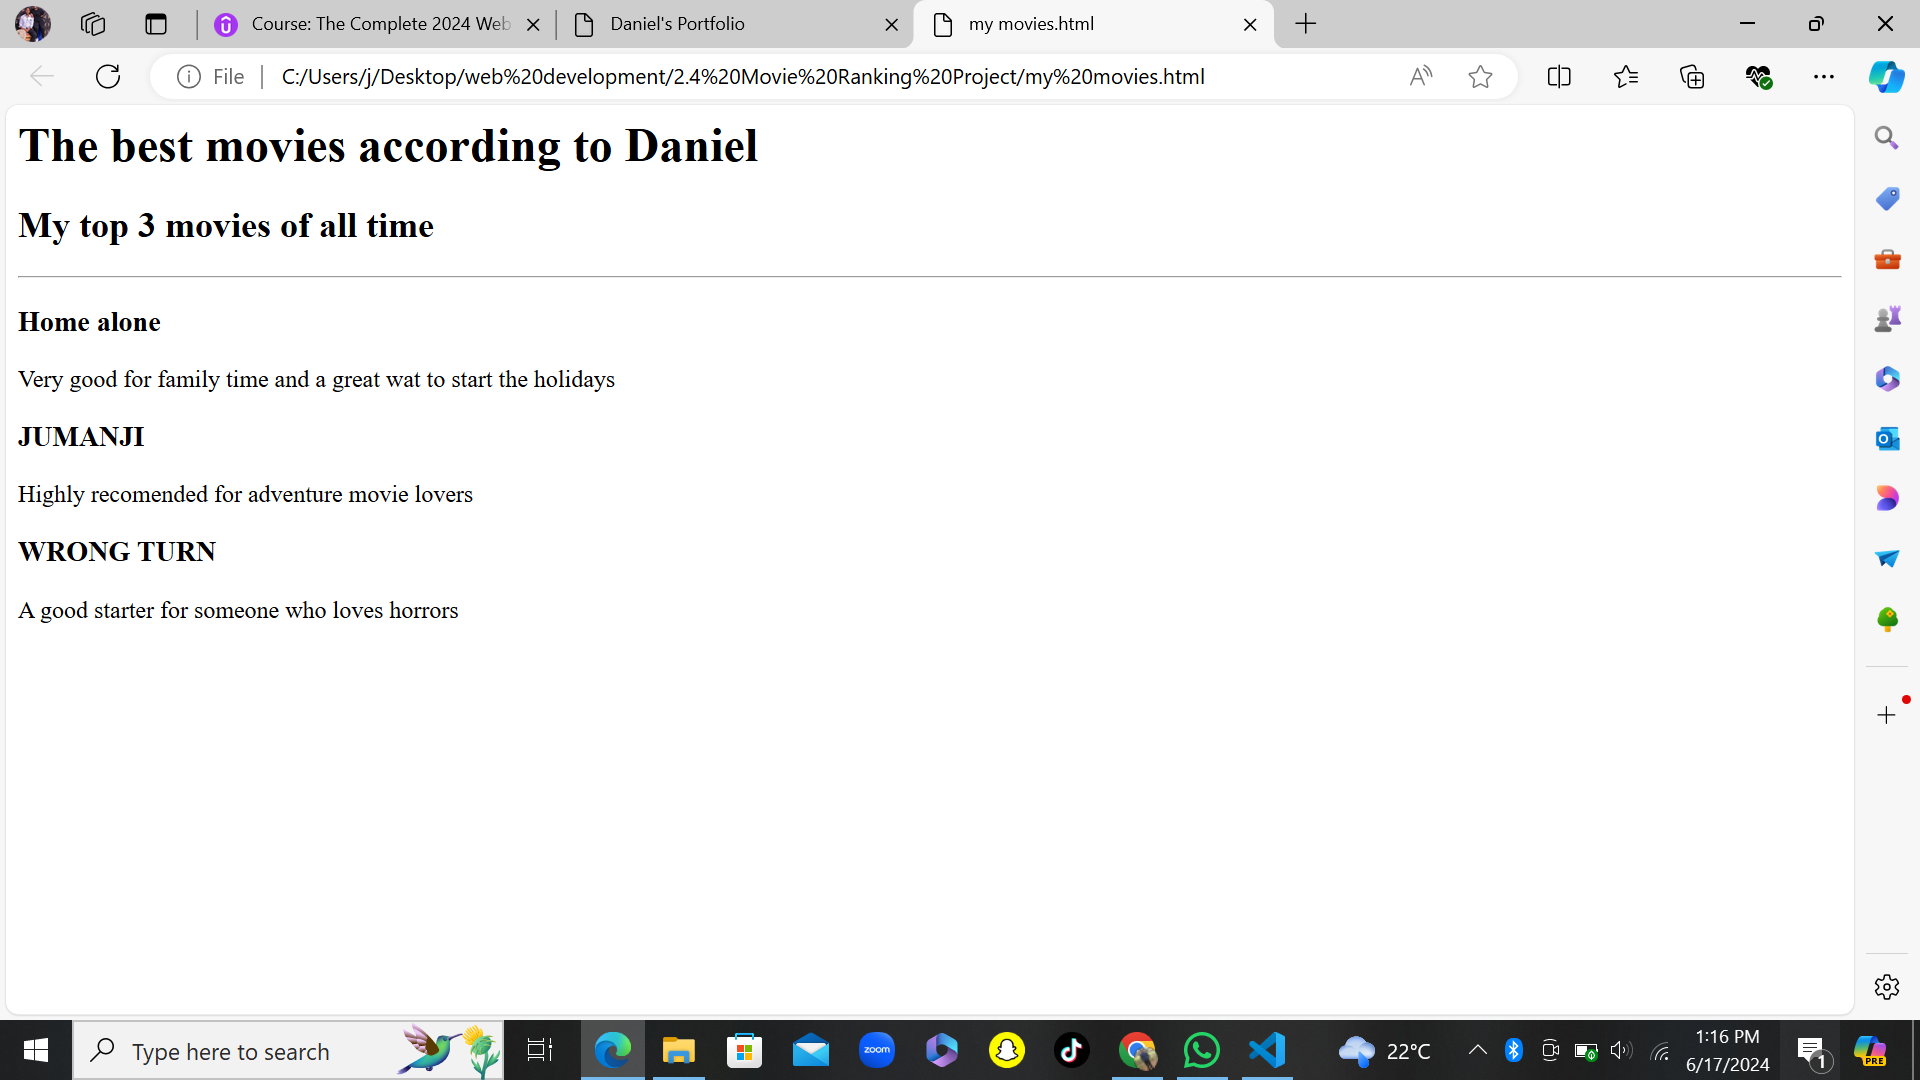 Course: The Complete 2024 Web
Daniel's Portfolio
my movies.html
File
C:/Users/j/Desktop/web%20development/2.4%20Movie%20Ranking%20Project/my%20movies.html
The best movies according to Daniel
My top 3 movies of all time
Home alone
Very good for family time and a great wat to start the holidays
JUMANJI
Highly recomended for adventure movie lovers
WRONG TURN
A good starter for someone who loves horrors
Type here to search
zoom
22°C
1:16 PM
6/17/2024
1
PRE